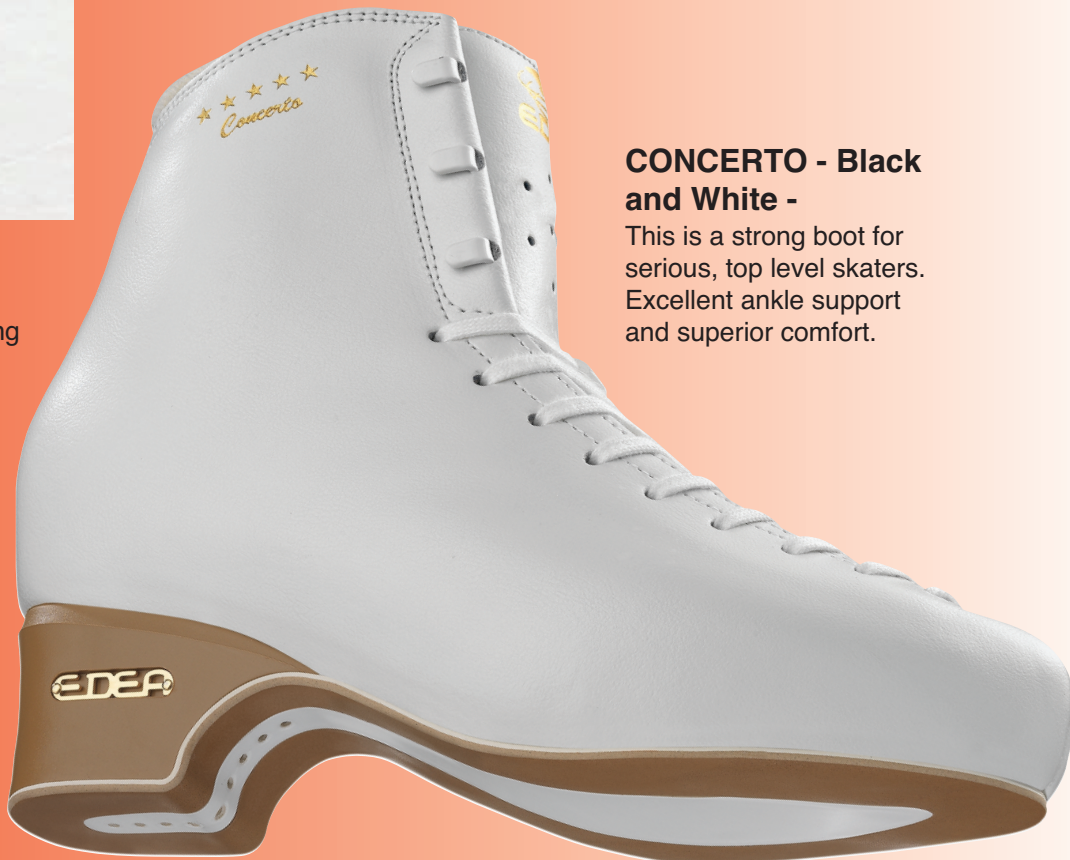 Concerto
CONCERTO - Black
and White -
This is a strong boot for
serious, top level skaters.
Excellent ankle support
and superior comfort.
ng
EDEA